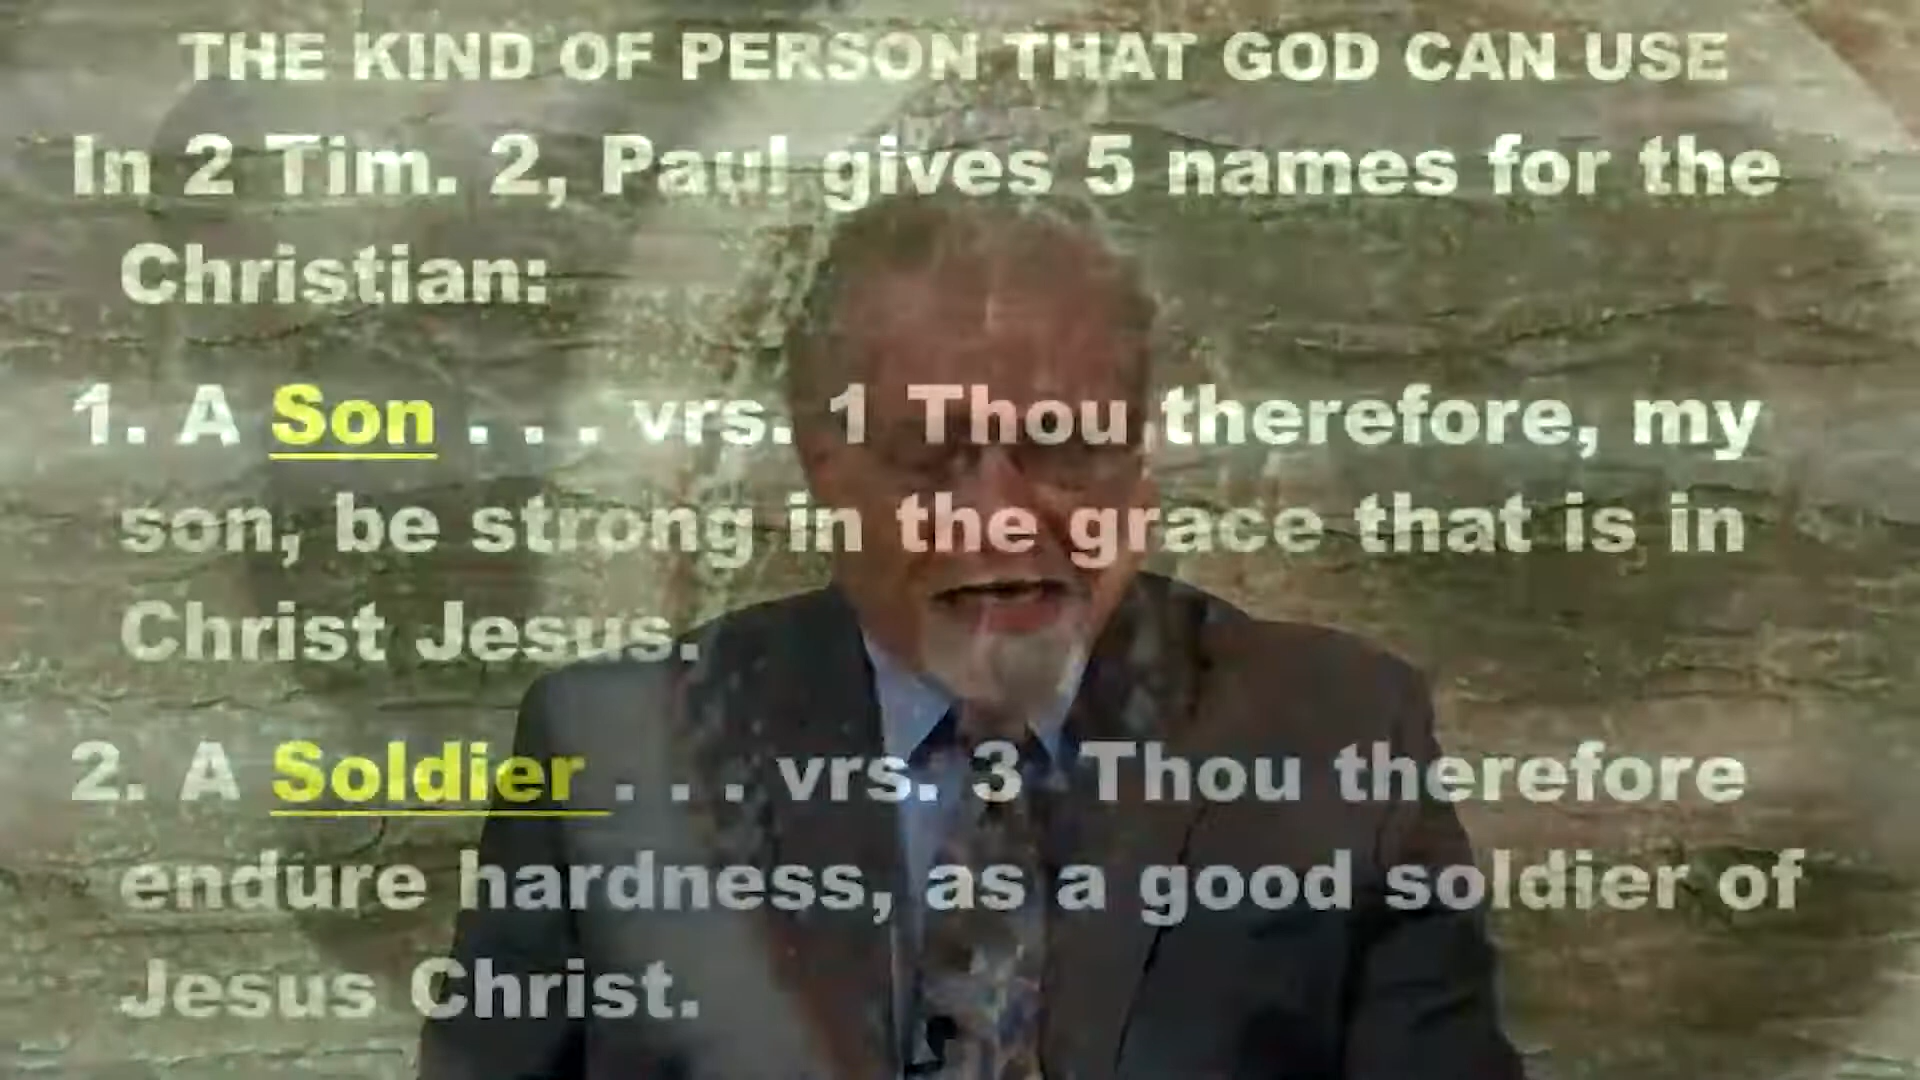 THE KIND OF PERSON THAT GOD CAN USE
In 2 Tim. 2, Paul gives 5 names for the
Christian:
1. A Son . . . vrs. 1 Thou therefore, my
son, be strong in the grace that is in
Christ Jesus.
2. A Soldier . . . vrs. 3 Thou therefore
endure hardness, as a good soldier of
Jesus Christ.